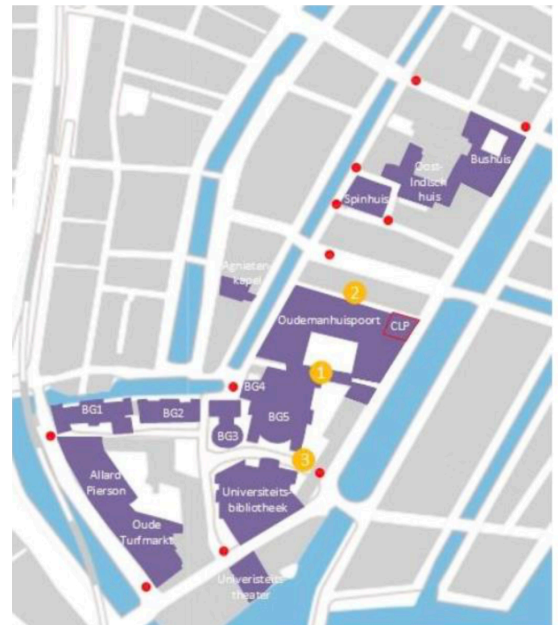 Bushuis
Oost-
Indisch
huis
Spinhuis
Agnieten-
kapel
2
Oudemanhuispoort
CLP
1
BG4
BG1
BG2
BG5
BG3
3
Allard
Pierson
Universiteits-
bibliotheek
Oude
Turfmarkt
Univeristeits-
theater